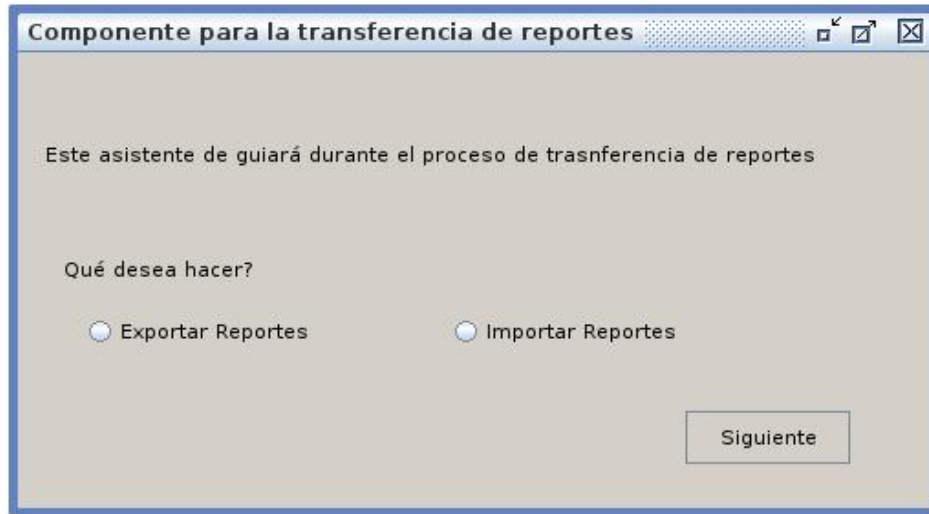 Componente para la transferencia de reportes
Este asistente de guiará durante el proceso de trasnferencia de reportes
Qué desea hacer?
Exportar Reportes
Importar Reportes
Siguiente